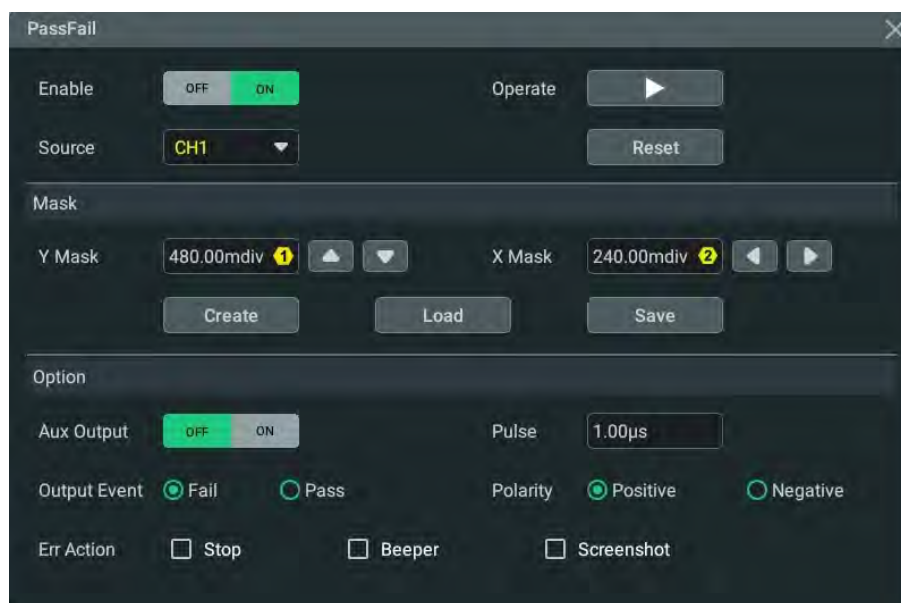 PassFail
Enable OFF ON Operate
Source CH1 Reset
Mask
Y Mask 480.00mdiv 1 X Mask 240.00mdiv 2
Create Load Save
Option
Aux Output OFF ON Pulse 1.00µs
Output Event Fail Pass Polarity Positive Negative
Err Action Stop Beeper Screenshot